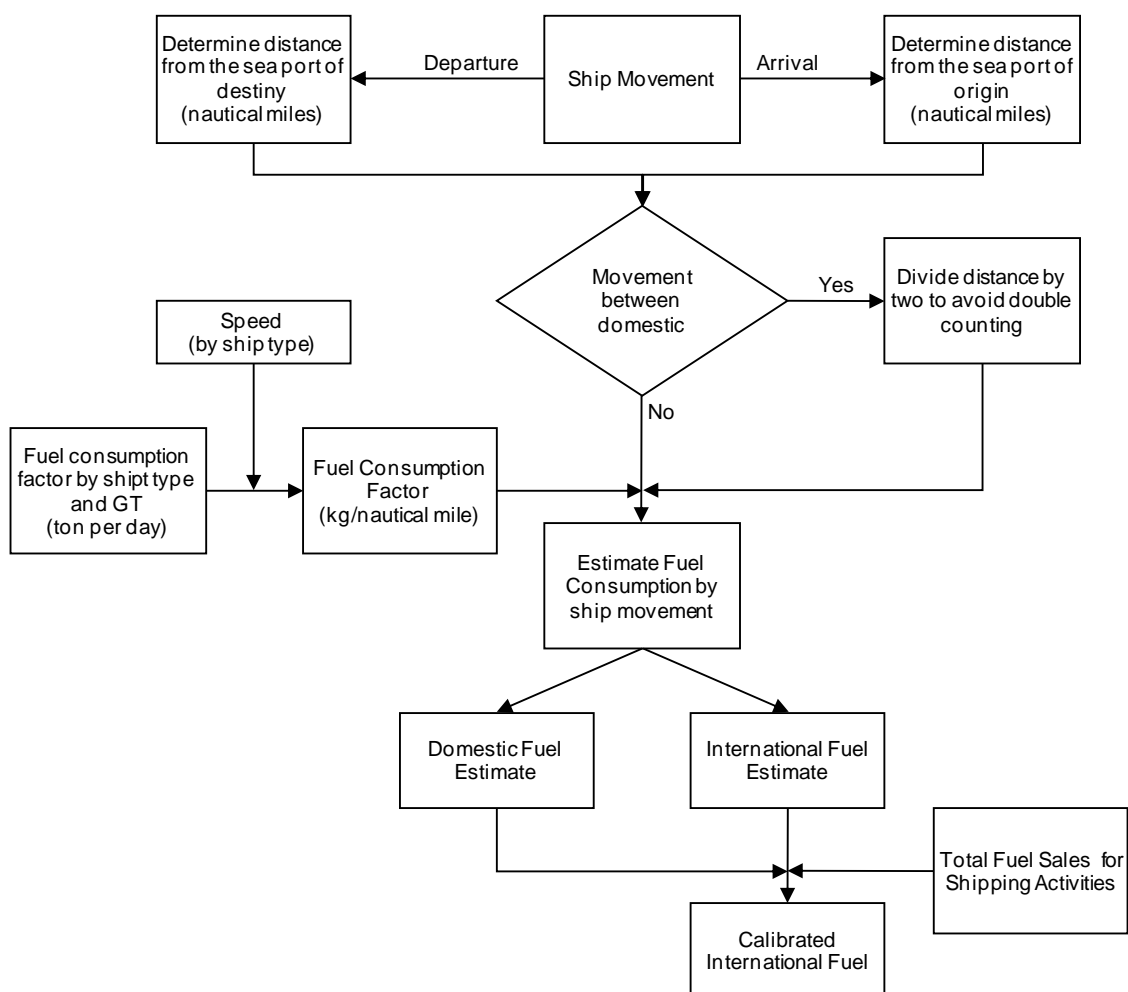 Determine distance
from the sea port of
destiny
(nautical miles)
Departure
Ship Movement
Arrival
Determine distance
from the sea port of
origin
(nautical miles)
Movement
between
domestic
Yes
Divide distance by
two to avoid double
counting
Speed
(by ship type)
No
Fuel consumption
factor by shipt type
and GT
(ton per day)
Fuel Consumption
Factor
(kg/nautical mile)
Estimate Fuel
Consumption by
ship movement
Domestic Fuel
Estimate
International Fuel
Estimate
Total Fuel Sales for
Shipping Activities
Calibrated
International Fuel